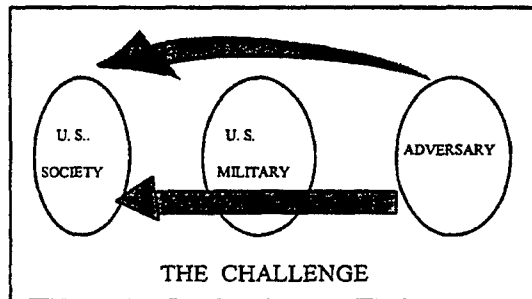 U. S..
SOCIETY
U. S.
MILITARY
ADVERSARY
THE CHALLENGE